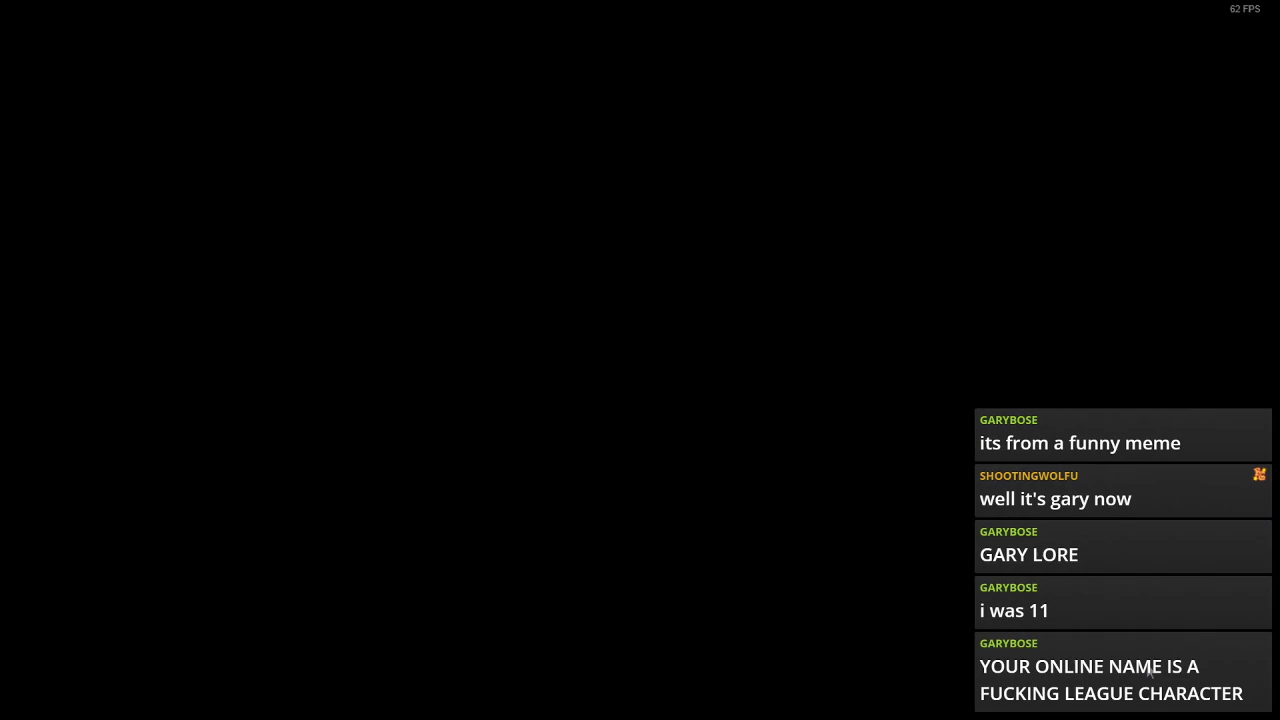 62 FPS
GARYBOSE
its from a funny meme
SHOOTINGWOLFU
well it's gary now
GARYBOSE
GARY LORE
GARYBOSE
i was 11
GARYBOSE
YOUR ONLINE NAME IS A
FUCKING LEAGUE CHARACTER